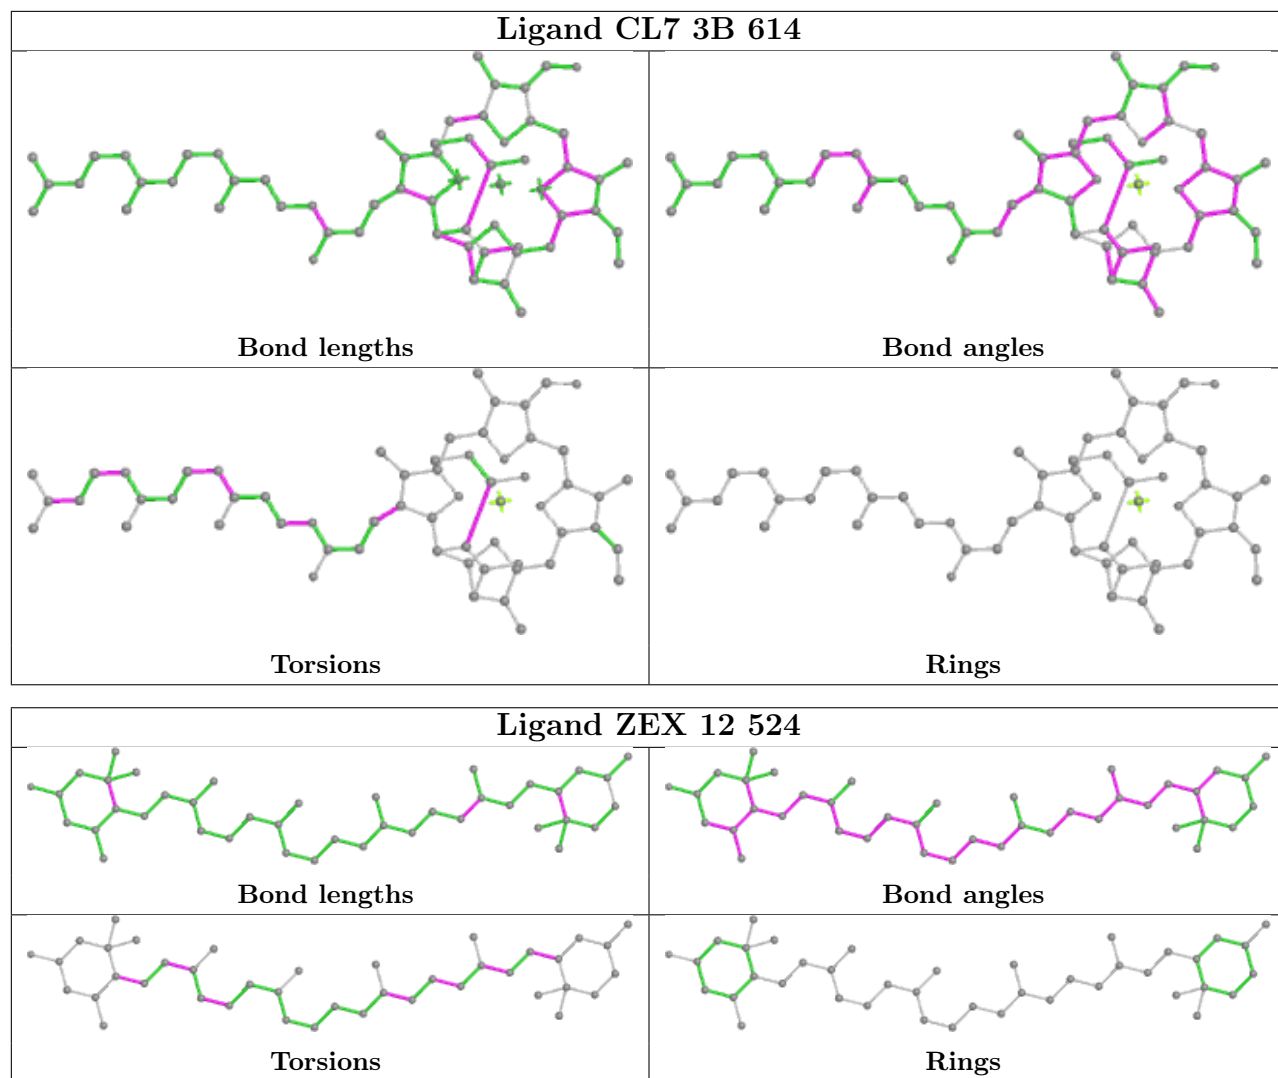 Ligand CL7 3B 614
Bond lengths
Bond angles
Torsions
Rings
Ligand ZEX 12 524
Bond lengths
Bond angles
Torsions
Rings